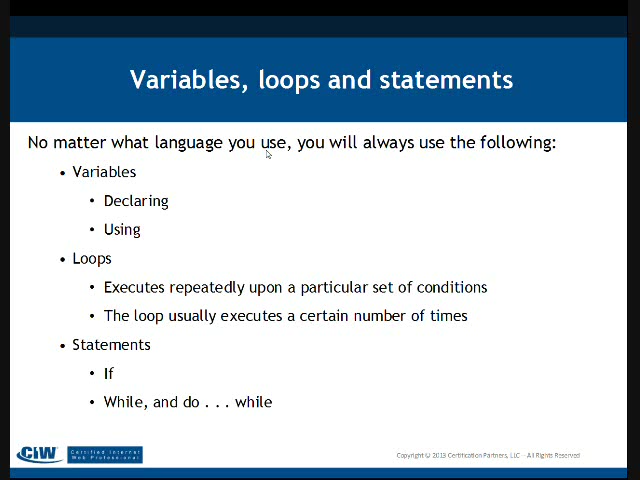 Variables, loops and statements
No matter what language you use, you will always use the following:
• Variables
• Declaring
• Using
• Loops
• Executes repeatedly upon a particular set of conditions
• The loop usually executes a certain number of times
• Statements
• If
• While, and do . . . while
CIW Certified Internet
Web Professional
Copyright © 2013 Certification Partners, LLC – All Rights Reserved